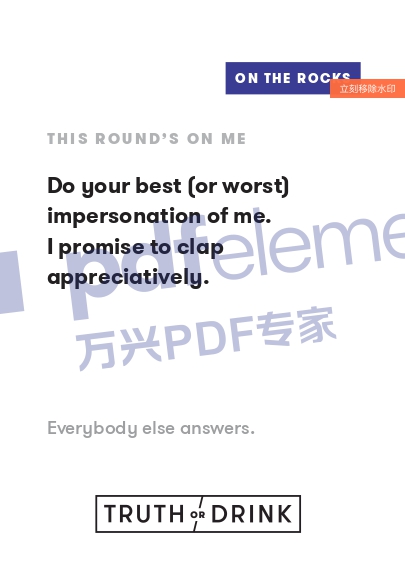 ON THE ROCKS
立刻移除水印
THIS ROUND'S ON ME
Do your best (or worst)
impersonation of me.
I promise to clap
appreciatively.
pdfeleme
万兴PDF专家
Everybody else answers.
TRUTH OR DRINK